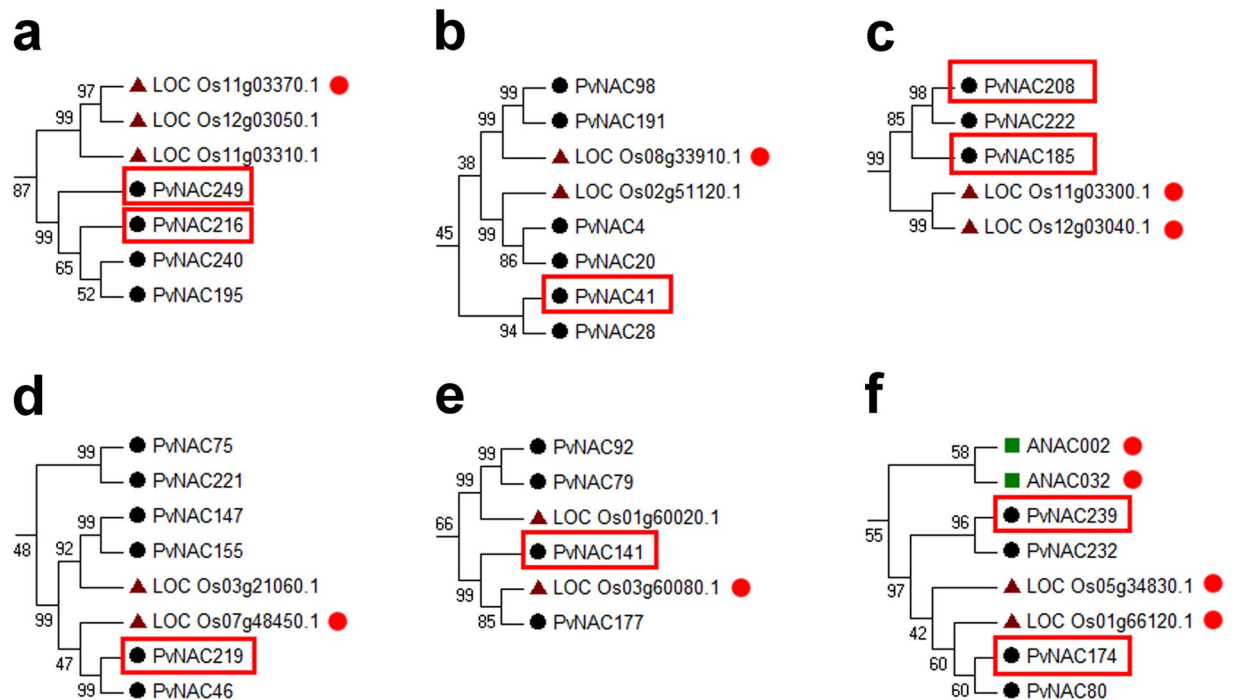 a
97
LOC Os11g03370.1
99
LOC Os12g03050.1
LOC Os11g03310.1
87
PvNAC249
99
PvNAC216
65
PvNAC240
52
PvNAC195
b
99
PvNAC98
99
PvNAC191
38
LOC Os08g33910.1
LOC Os02g51120.1
45
99
PvNAC4
86
PvNAC20
PvNAC41
94
PvNAC28
c
98
PvNAC208
85
PvNAC222
99
PvNAC185
LOC Os11g03300.1
99
LOC Os12g03040.1
d
99
PvNAC75
PvNAC221
99
PvNAC147
48
92
PvNAC155
LOC Os03g21060.1
99
LOC Os07g48450.1
47
PvNAC219
99
PvNAC46
e
99
PvNAC92
99
PvNAC79
66
LOC Os01g60020.1
PvNAC141
99
LOC Os03g60080.1
85
PvNAC177
f
58
ANAC002
ANAC032
55
96
PvNAC239
PvNAC232
97
LOC Os05g34830.1
42
LOC Os01g66120.1
60
PvNAC174
60
PvNAC80